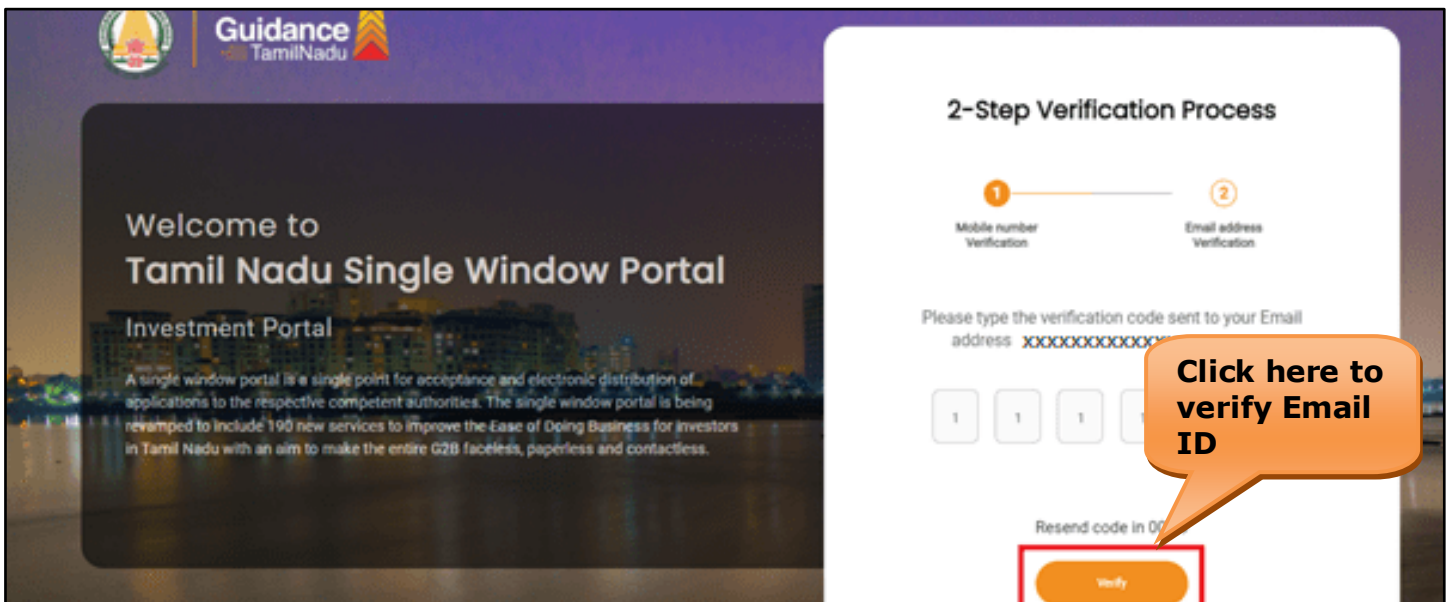 Guidance
TamilNadu
Welcome to
Tamil Nadu Single Window Portal
Investment Portal
A single window portal is a single point for acceptance and electronic distribution of
applications to the respective competent authorities. The single window portal is being
revamped to include 190 new services to improve the Ease of Doing Business for investors
in Tamil Nadu with an aim to make the entire G2B faceless, paperless and contactless.
2-Step Verification Process
1
2
Mobile number
Verification
Email address
Verification
Please type the verification code sent to your Email
address XXXXXXXXXXXX
1 1 1 1
Click here to
verify Email
ID
Resend code in
Verify